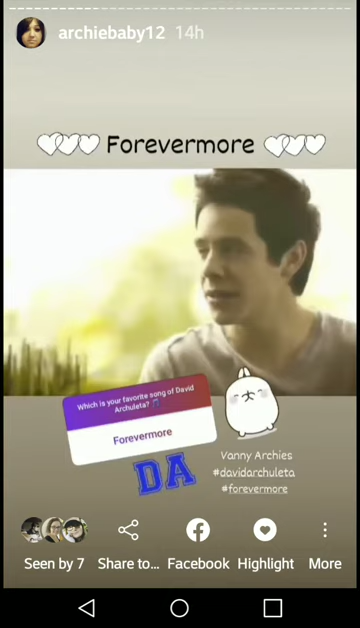 archiebaby12 14h
Forevermore
Which is your favorite song of David
Archuleta? 🎵
Forevermore
DA
Vanny Archies
#davidarchuleta
#forevermore
Seen by 7 Share to... Facebook Highlight More